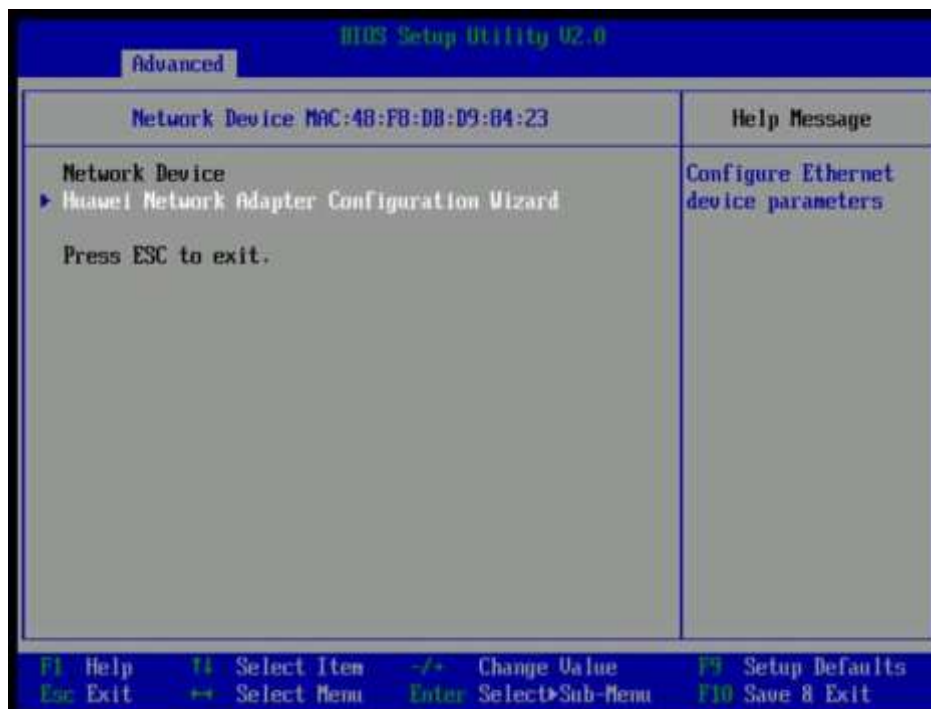 BIOS Setup Utility V2.0
Advanced
Network Device MAC:48:F8:DB:D9:84:23
Help Message
Network Device
Huawei Network Adapter Configuration Wizard
Press ESC to exit.
Configure Ethernet
device parameters
F1 Help ↑↓ Select Item -/+ Change Value F9 Setup Defaults
Esc Exit ↔ Select Menu Enter Select▶Sub-Menu F10 Save & Exit